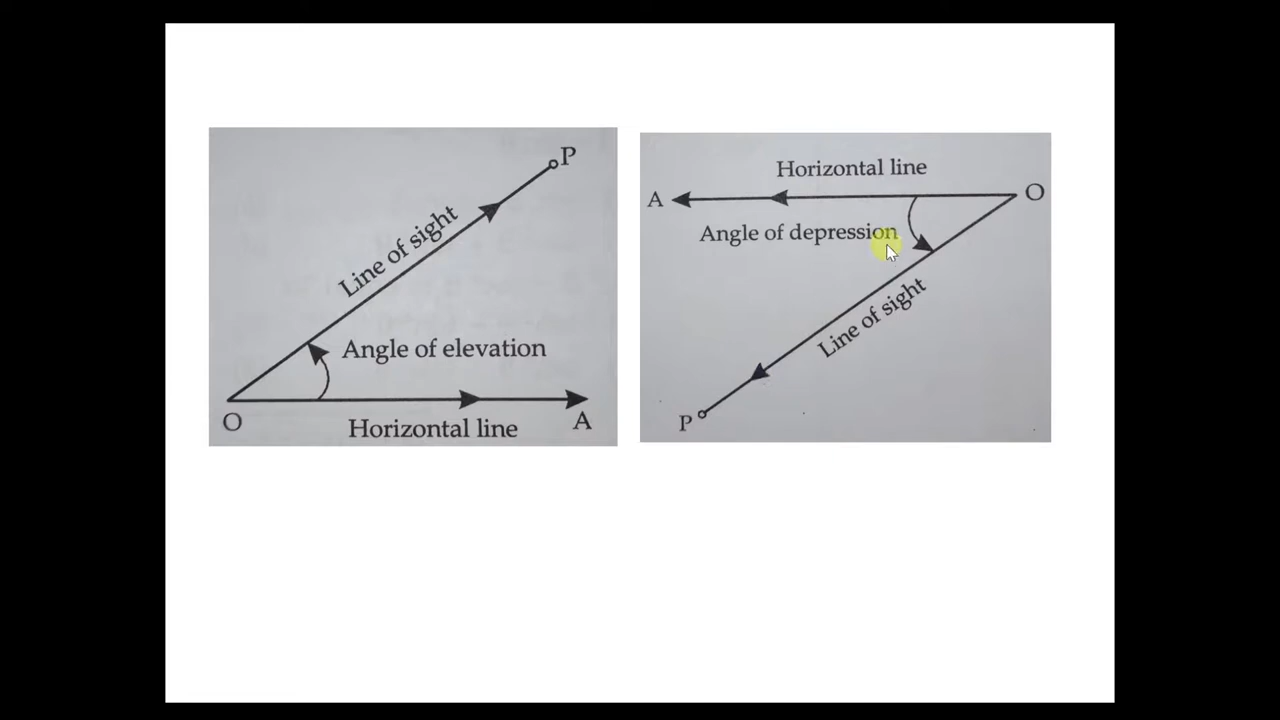 P
Line of sight
Angle of elevation
O
Horizontal line
A
Horizontal line
A
O
Angle of depression
Line of sight
P